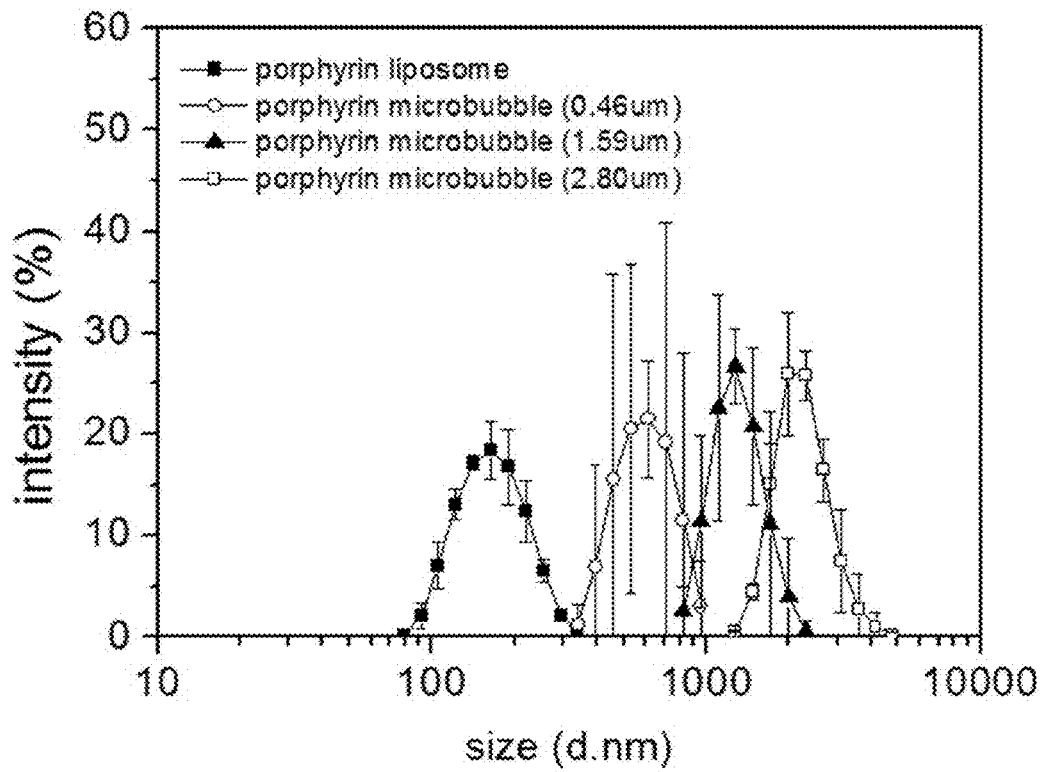 60
50
40
30
20
10
0
intensity (%)
porphyrin liposome
porphyrin microbubble (0.46um)
porphyrin microbubble (1.59um)
porphyrin microbubble (2.80um)
10 100 1000 10000
size (d.nm)